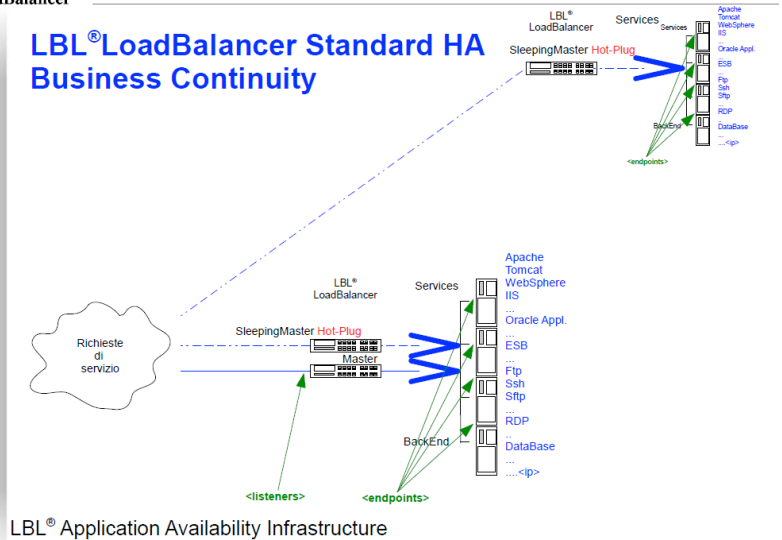 LBL®LoadBalancer Standard HA
Business Continuity
LBL®
LoadBalancer
SleepingMaster Hot-Plug
Services
Services
Apache
Tomcat
WebSphere
IIS
...
Oracle Appl.
...
ESB
...
Ftp
Ssh
Sftp
...
RDP
..
DataBase
...
....<ip>
BackEnd
<endpoints>
Richieste
di
servizio
LBL®
LoadBalancer
SleepingMaster Hot-Plug
Master
Services
Apache
Tomcat
WebSphere
IIS
...
Oracle Appl.
...
ESB
...
Ftp
Ssh
Sftp
...
RDP
..
DataBase
...
....<ip>
BackEnd
<listeners>
<endpoints>
LBL® Application Availability Infrastructure